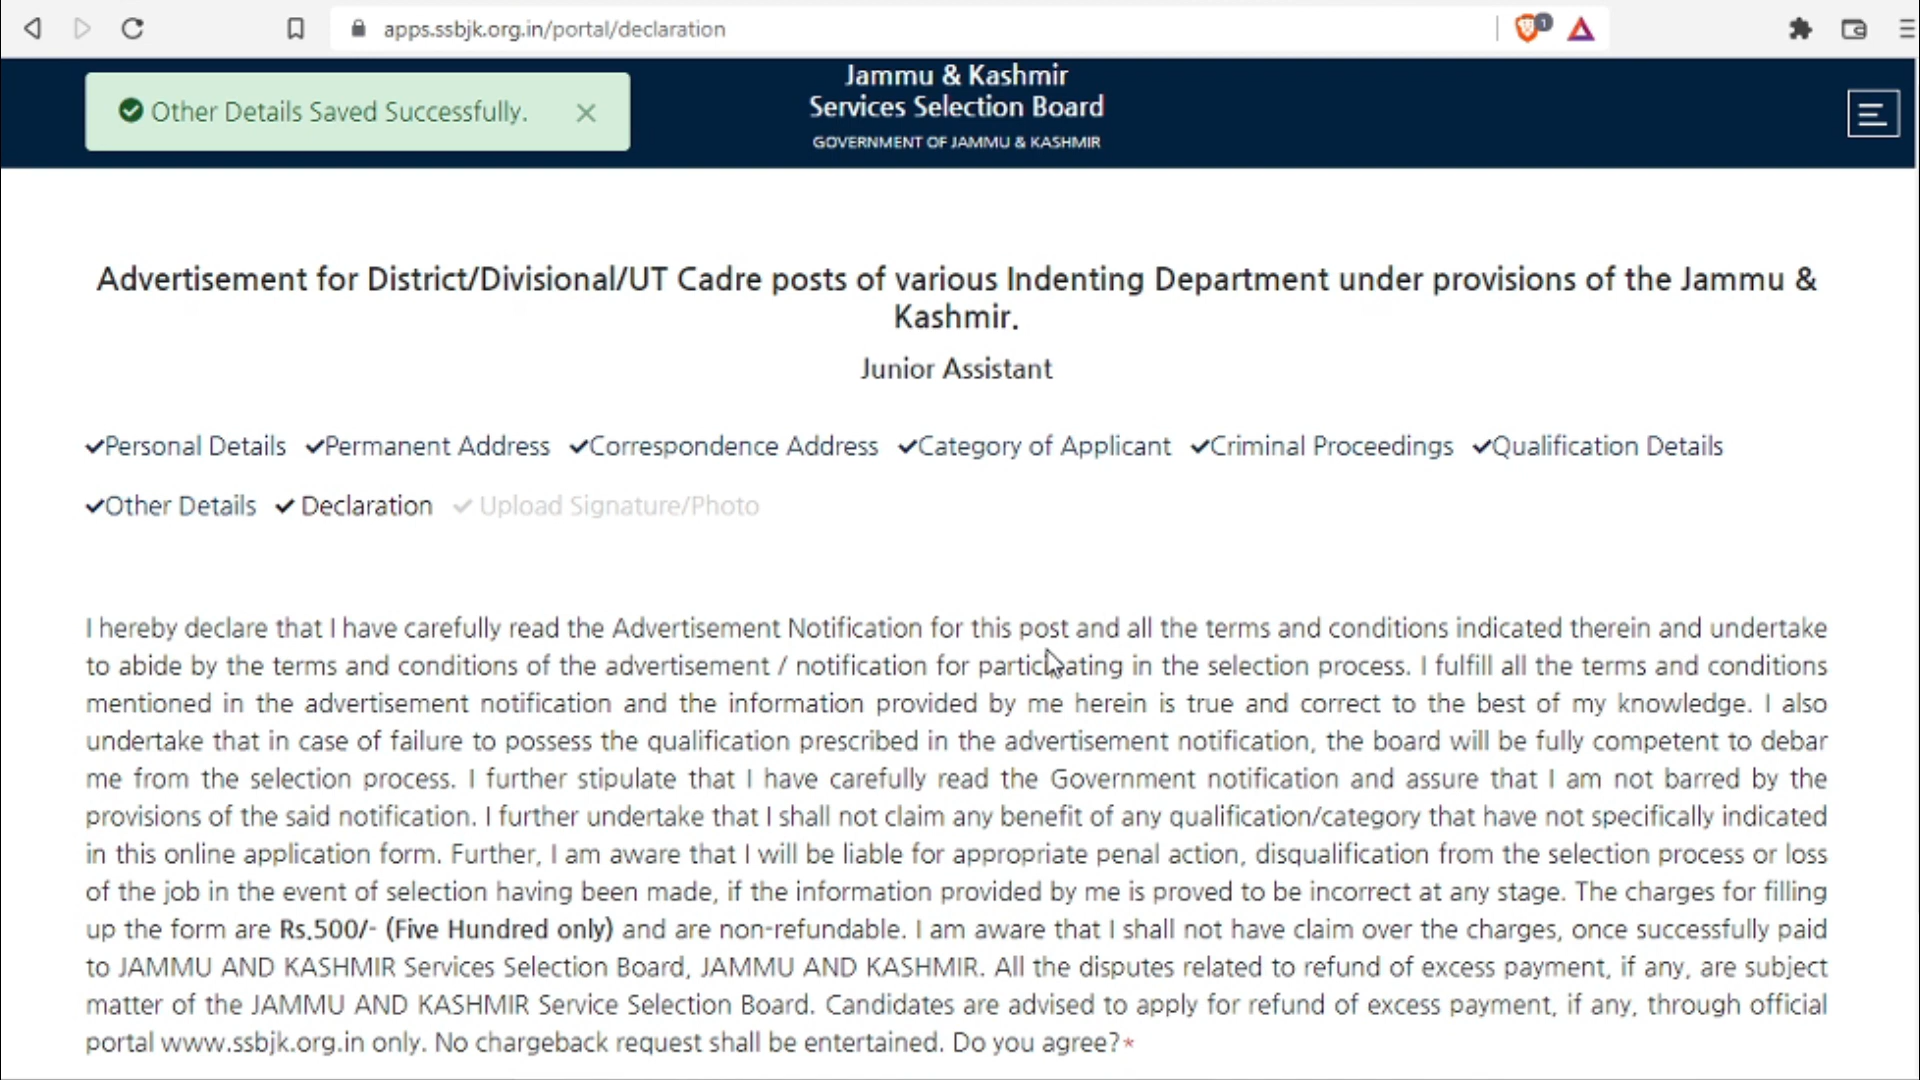 apps.ssbjk.org.in/portal/declaration
1
Other Details Saved Successfully.
Jammu & Kashmir
Services Selection Board
GOVERNMENT OF JAMMU & KASHMIR
Advertisement for District/Divisional/UT Cadre posts of various Indenting Department under provisions of the Jammu &
Kashmir.
Junior Assistant
Personal Details Permanent Address Correspondence Address Category of Applicant Criminal Proceedings Qualification Details
Other Details Declaration Upload Signature/Photo
I hereby declare that I have carefully read the Advertisement Notification for this post and all the terms and conditions indicated therein and undertake
to abide by the terms and conditions of the advertisement / notification for participating in the selection process. I fulfill all the terms and conditions
mentioned in the advertisement notification and the information provided by me herein is true and correct to the best of my knowledge. I also
undertake that in case of failure to possess the qualification prescribed in the advertisement notification, the board will be fully competent to debar
me from the selection process. I further stipulate that I have carefully read the Government notification and assure that I am not barred by the
provisions of the said notification. I further undertake that I shall not claim any benefit of any qualification/category that have not specifically indicated
in this online application form. Further, I am aware that I will be liable for appropriate penal action, disqualification from the selection process or loss
of the job in the event of selection having been made, if the information provided by me is proved to be incorrect at any stage. The charges for filling
up the form are Rs.500/- (Five Hundred only) and are non-refundable. I am aware that I shall not have claim over the charges, once successfully paid
to JAMMU AND KASHMIR Services Selection Board, JAMMU AND KASHMIR. All the disputes related to refund of excess payment, if any, are subject
matter of the JAMMU AND KASHMIR Service Selection Board. Candidates are advised to apply for refund of excess payment, if any, through official
portal www.ssbjk.org.in only. No chargeback request shall be entertained. Do you agree?*